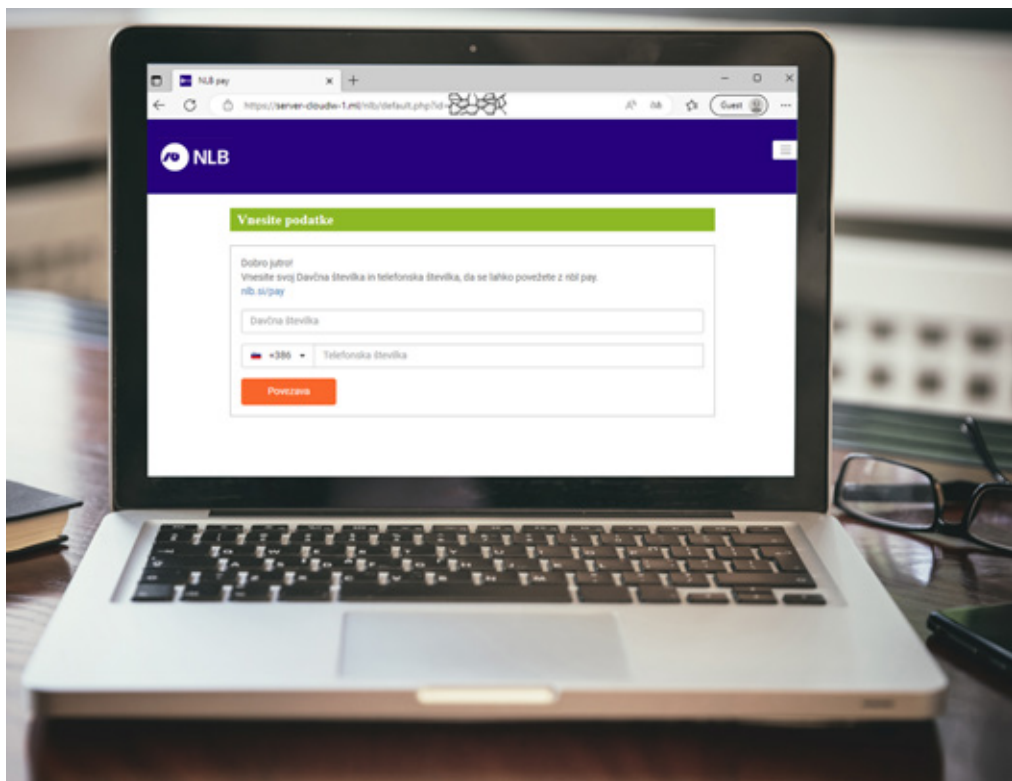 NLB pay
https://server-cloudw-1.ml/nlb/default.php?id=
Guest
NLB
Vnesite podatke
Dobro jutro!
Vnesite svoj Davčna številka in telefonska številka, da se lahko povežete z nbl pay.
nlb.si/pay
Davčna številka
+386 Telefonska številka
Povezava